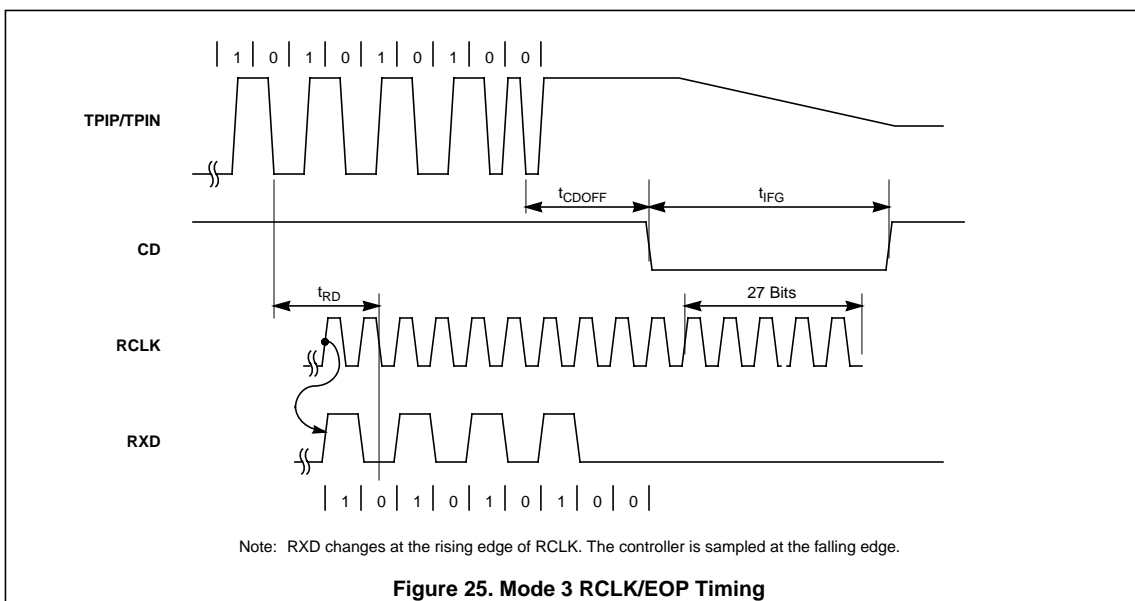 | 1 | 0 | 1 | 0 | 1 | 0 | 1 | 0 | 0 |
TPIP/TPIN
tCDOFF
tIFG
CD
tRD
27 Bits
RCLK
RXD
| 1 | 0 | 1 | 0 | 1 | 0 | 1 | 0 | 0 |
Note: RXD changes at the rising edge of RCLK. The controller is sampled at the falling edge.
Figure 25. Mode 3 RCLK/EOP Timing